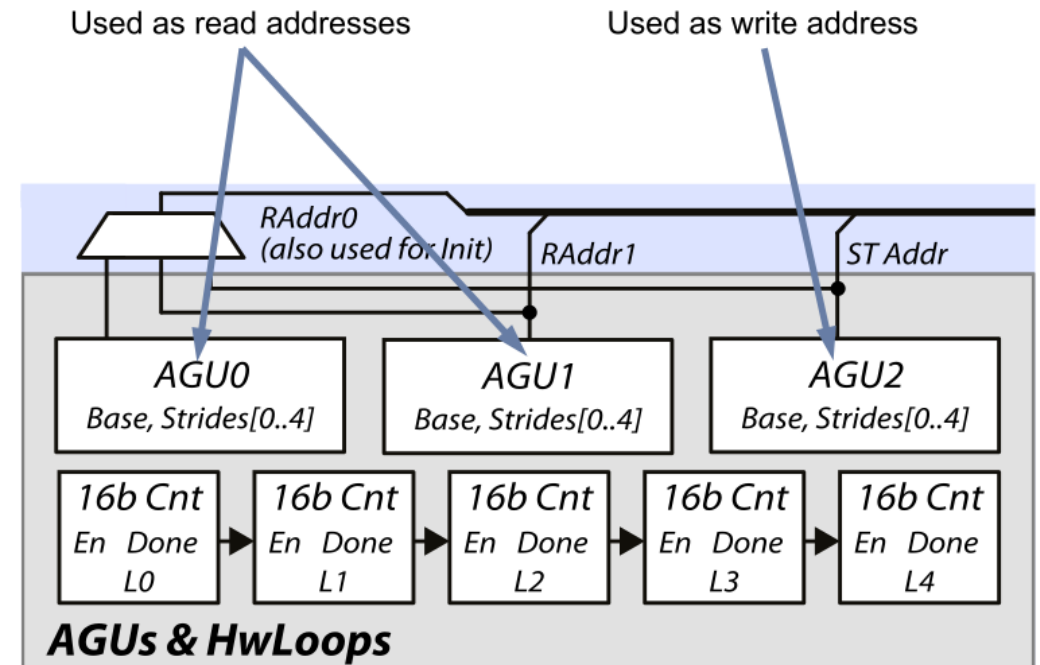 Used as read addresses
Used as write address
RAddr0
(also used for Init)
RAddr1
ST Addr
AGU0
Base, Strides[0..4]
AGU1
Base, Strides[0..4]
AGU2
Base, Strides[0..4]
16b Cnt
En Done
L0
16b Cnt
En Done
L1
16b Cnt
En Done
L2
16b Cnt
En Done
L3
16b Cnt
En Done
L4
AGUs & HwLoops